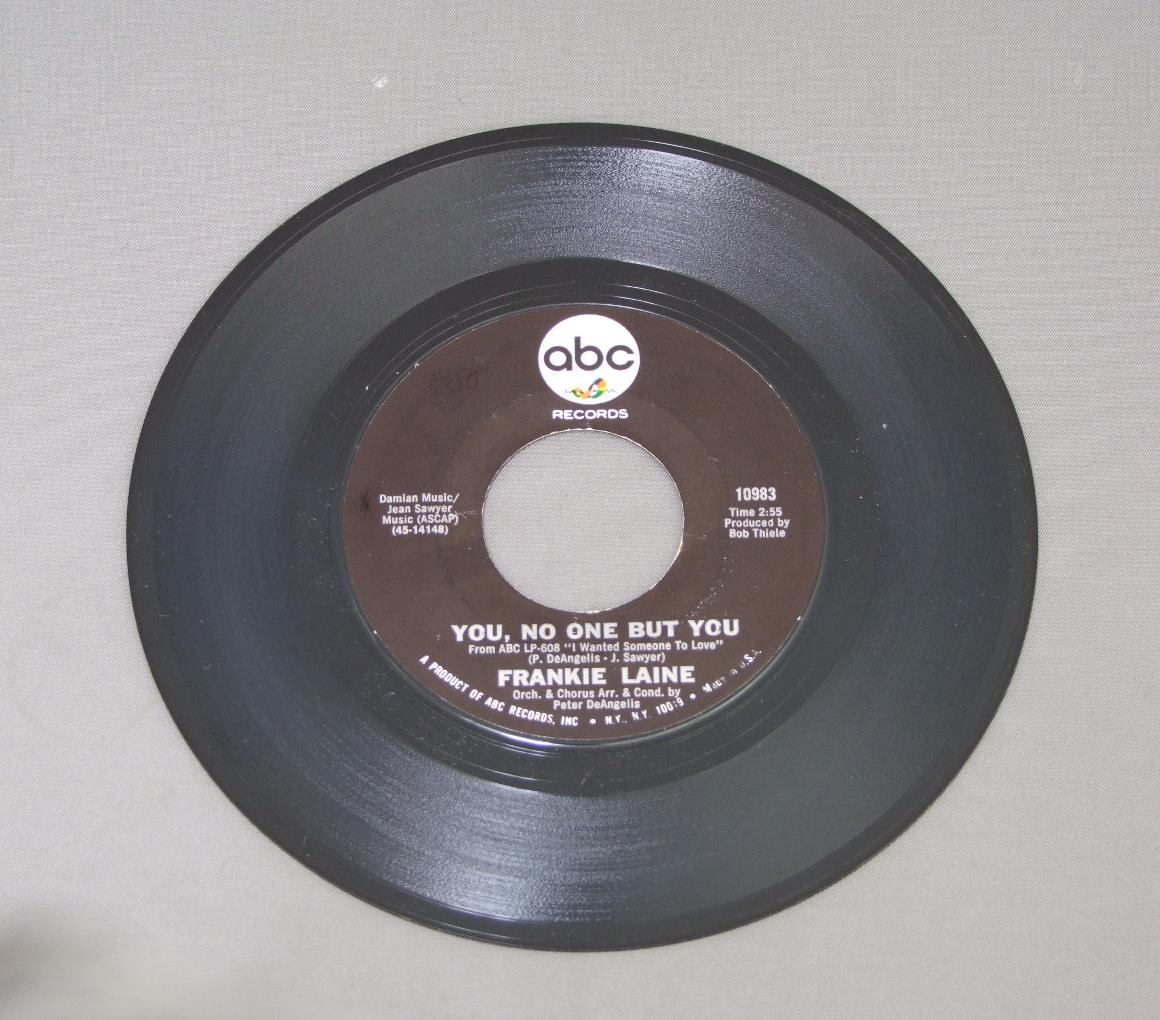 abc
RECORDS
Damian Music/
Jean Sawyer
Music (ASCAP)
(45-14148)
10983
Time 2:55
Produced by
Bob Thiele
YOU, NO ONE BUT YOU
From ABC LP-608 "I Wanted Someone To Love"
(P. DeAngelis - J. Sawyer)
FRANKIE LAINE
Orch. & Chorus Arr. & Cond. by
Peter DeAngelis
A PRODUCT OF ABC RECORDS, INC • N.Y., N.Y. • U.S.A.